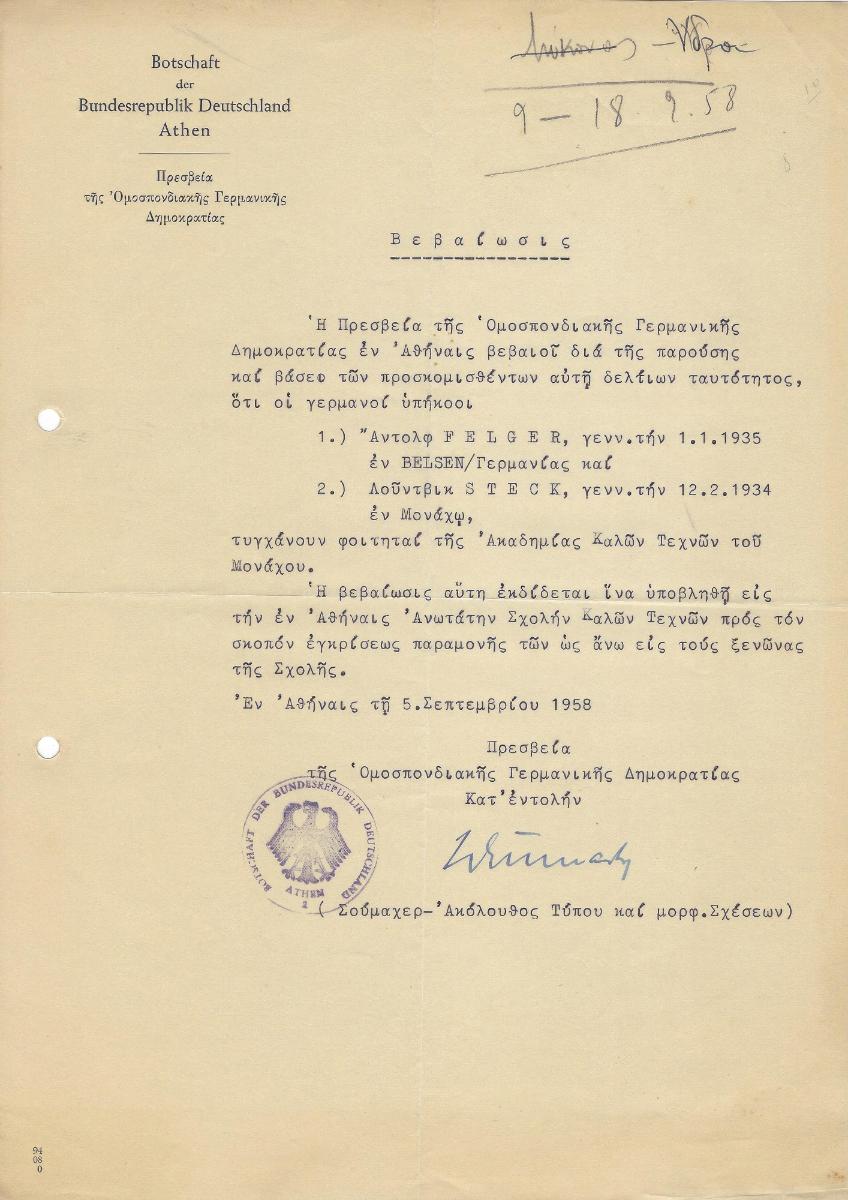 Botschaft
der
Bundesrepublik Deutschland
Athen
Πρεσβεία
τῆς Ὁμοσπονδιακῆς Γερμανικῆς
Δημοκρατίας
Μύκονος – Ὕδρα
9 – 18 9.58
Βεβαίωσις
Ἡ Πρεσβεία τῆς Ὁμοσπονδιακῆς Γερμανικῆς
Δημοκρατίας ἐν Ἀθήναις βεβαιοῖ διά τῆς παρούσης
καί βάσει τῶν προσκομισθέντων αὐτῇ δελτίων ταυτότητος,
ὅτι οἱ γερμανοί ὑπήκοοι
1.) Ἄντολφ F E L G E R, γενν.τήν 1.1.1935
ἐν BELSEN/Γερμανίας καί
2.) Λοῦντβικ S T E C K, γενν.τήν 12.2.1934
ἐν Μονάχῳ,
τυγχάνουν φοιτηταί τῆς Ἀκαδημίας Καλῶν Τεχνῶν τοῦ
Μονάχου.
Ἡ βεβαίωσις αὕτη ἐκδίδεται ἵνα ὑποβληθῇ εἰς
τήν ἐν Ἀθήναις Ἀνωτάτην Σχολήν Καλῶν Τεχνῶν πρός τόν
σκοπόν ἐγκρίσεως παραμονῆς τῶν ὡς ἄνω εἰς τούς ξενῶνας
τῆς Σχολῆς.
Ἐν Ἀθήναις τῇ 5.Σεπτεμβρίου 1958
Πρεσβεία
τῆς Ὁμοσπονδιακῆς Γερμανικῆς Δημοκρατίας
Κατ'ἐντολήν
BOTSCHAFT DER BUNDESREPUBLIK DEUTSCHLAND
ATHEN
2
( Σούμαχερ-Ἀκόλουθος Τύπου καί μορφ.Σχέσεων)
94
08
0